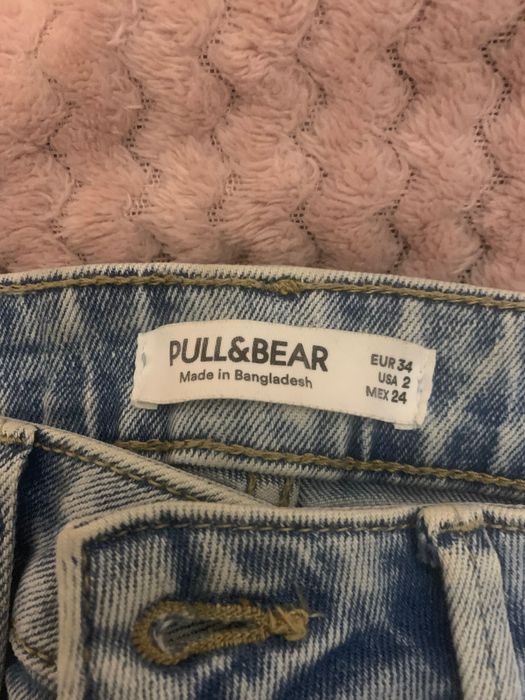 PULL&BEAR
Made in Bangladesh
EUR 34
USA 2
MEX 24